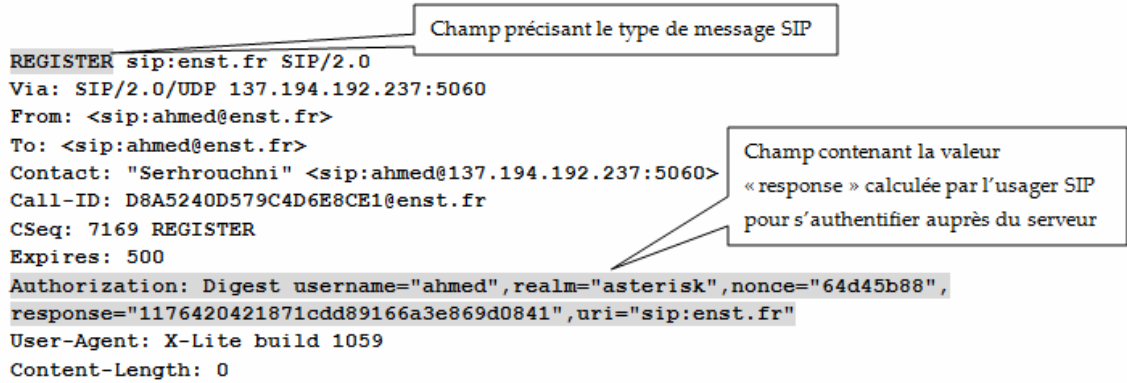 Champ précisant le type de message SIP
REGISTER sip:enst.fr SIP/2.0
Via: SIP/2.0/UDP 137.194.192.237:5060
From: <sip:ahmed@enst.fr>
To: <sip:ahmed@enst.fr>
Contact: "Serhrouchni" <sip:ahmed@137.194.192.237:5060>
Call-ID: D8A5240D579C4D6E8CE1@enst.fr
CSeq: 7169 REGISTER
Expires: 500
Champ contenant la valeur
« response » calculée par l'usager SIP
pour s'authentifier auprès du serveur
Authorization: Digest username="ahmed",realm="asterisk",nonce="64d45b88",
response="1176420421871cdd89166a3e869d0841",uri="sip:enst.fr"
User-Agent: X-Lite build 1059
Content-Length: 0